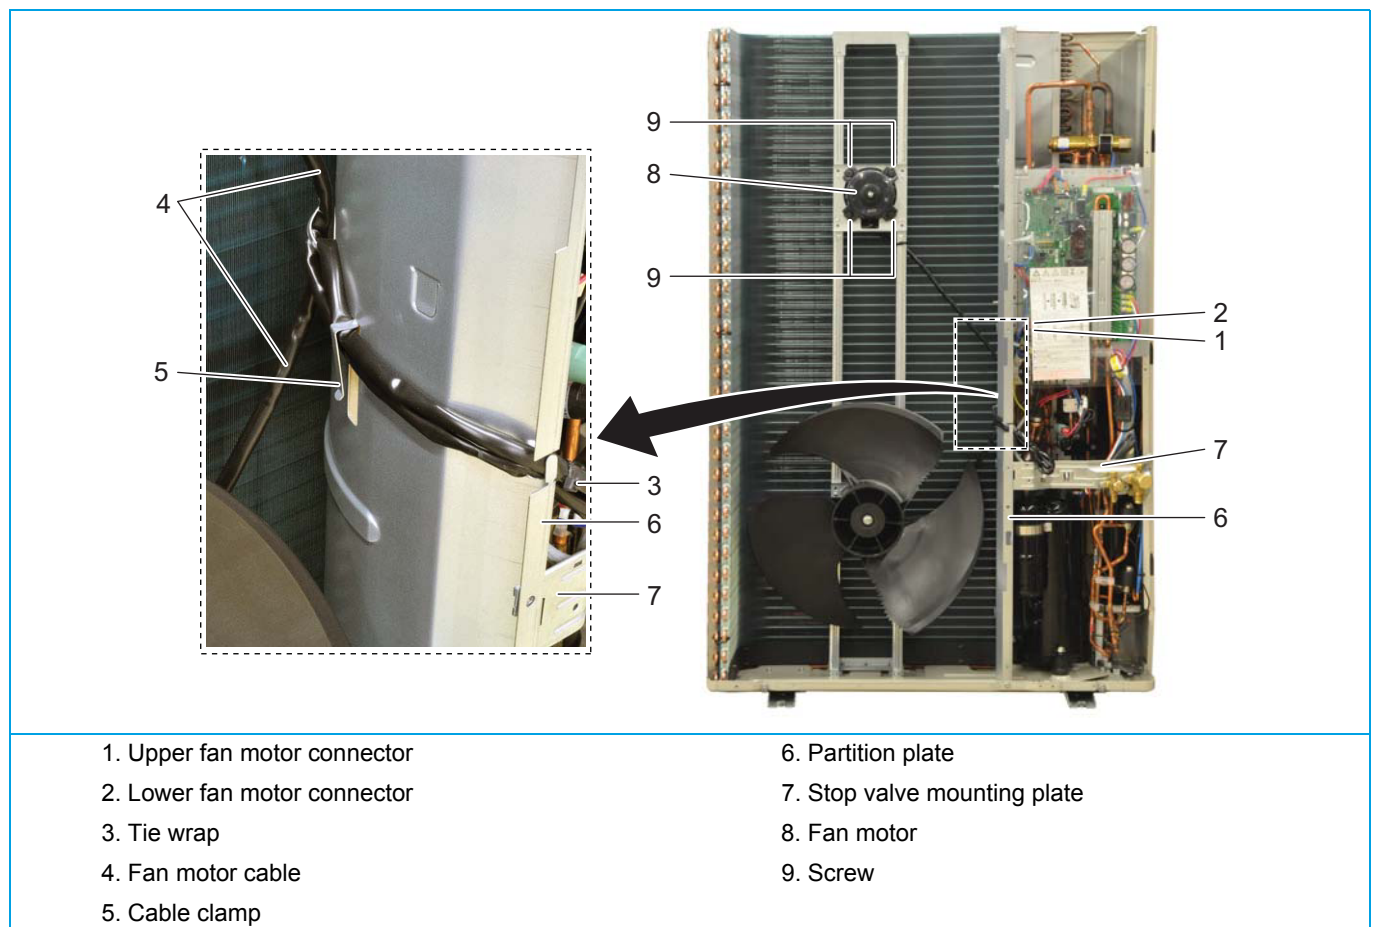 9
8
9
4
5
3
6
7
2
1
7
6
1. Upper fan motor connector
2. Lower fan motor connector
3. Tie wrap
4. Fan motor cable
5. Cable clamp
6. Partition plate
7. Stop valve mounting plate
8. Fan motor
9. Screw